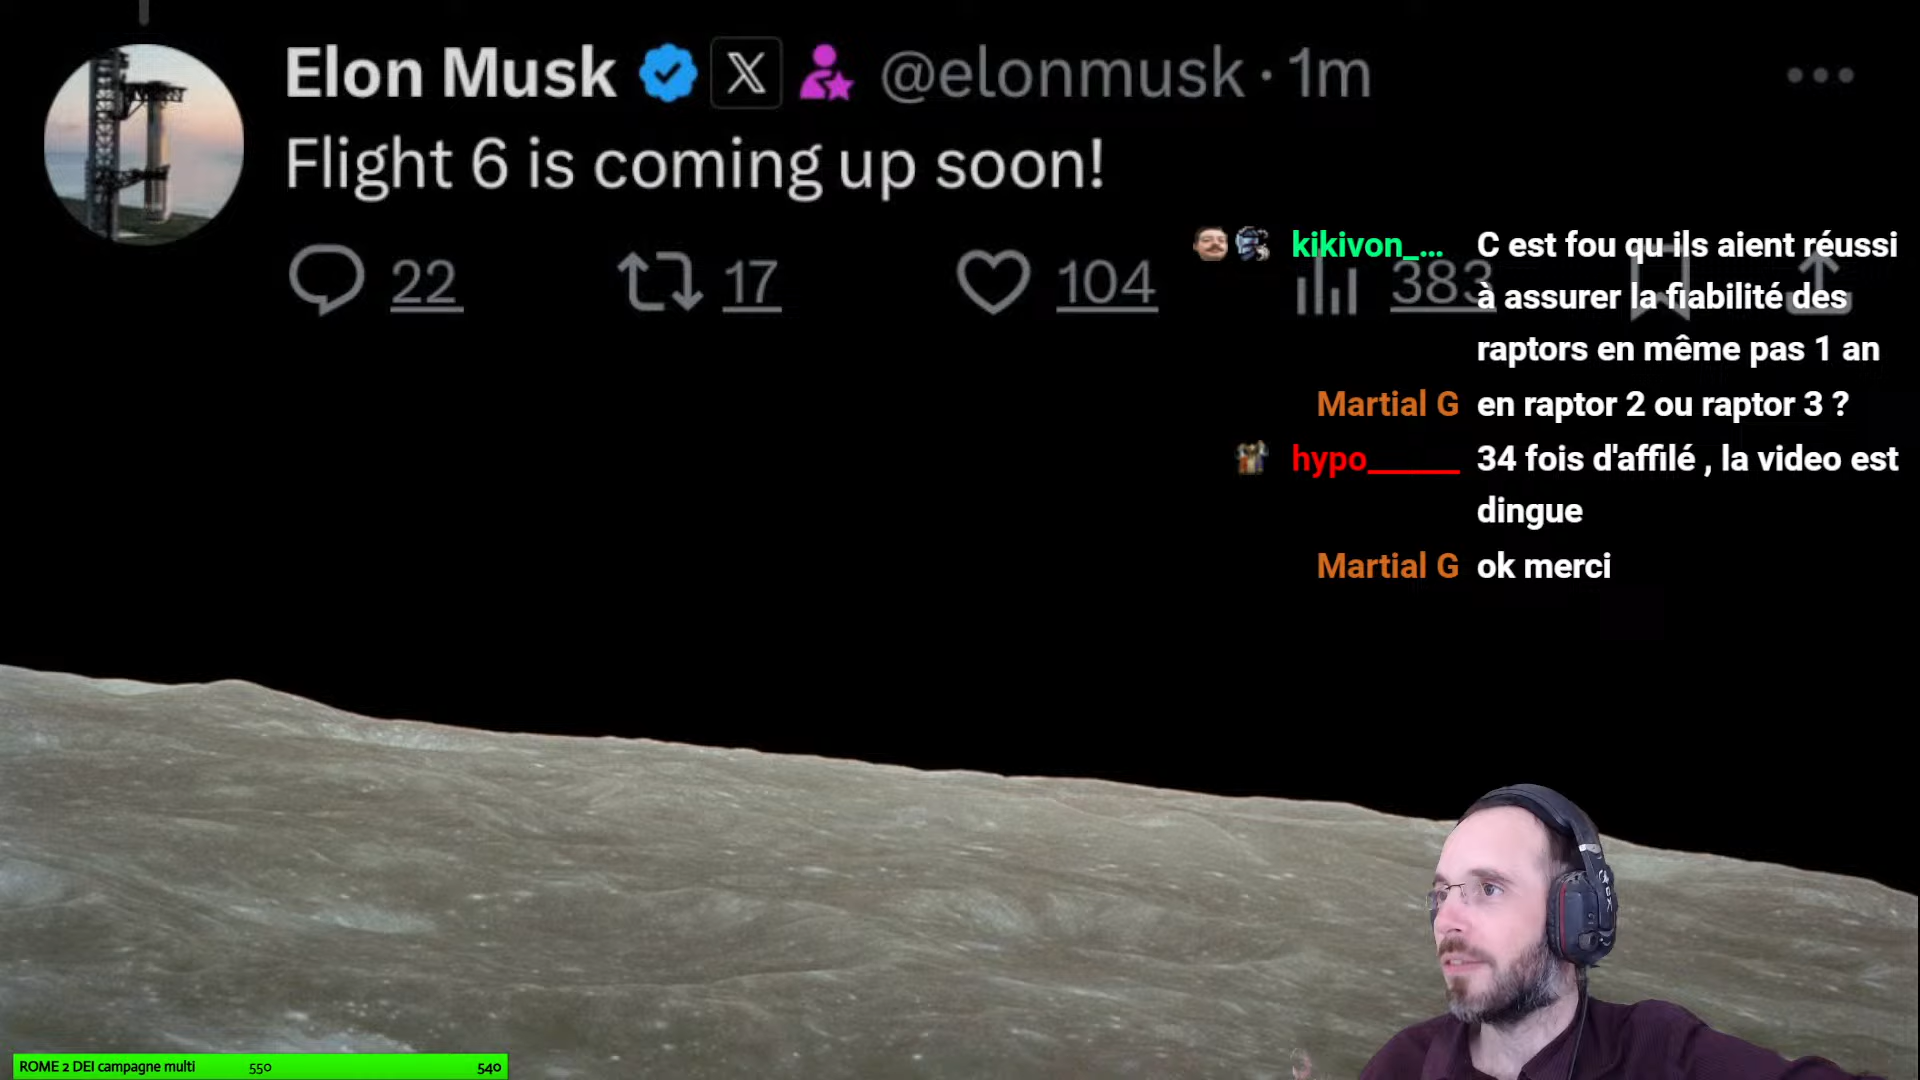 Elon Musk @elonmusk · 1m
Flight 6 is coming up soon!
22 17 104 383
kikivon_... C est fou qu ils aient réussi
à assurer la fiabilité des
raptors en même pas 1 an
Martial G en raptor 2 ou raptor 3 ?
hypo______ 34 fois d'affilé , la video est
dingue
Martial G ok merci
ROME 2 DEI campagne multi 550 540